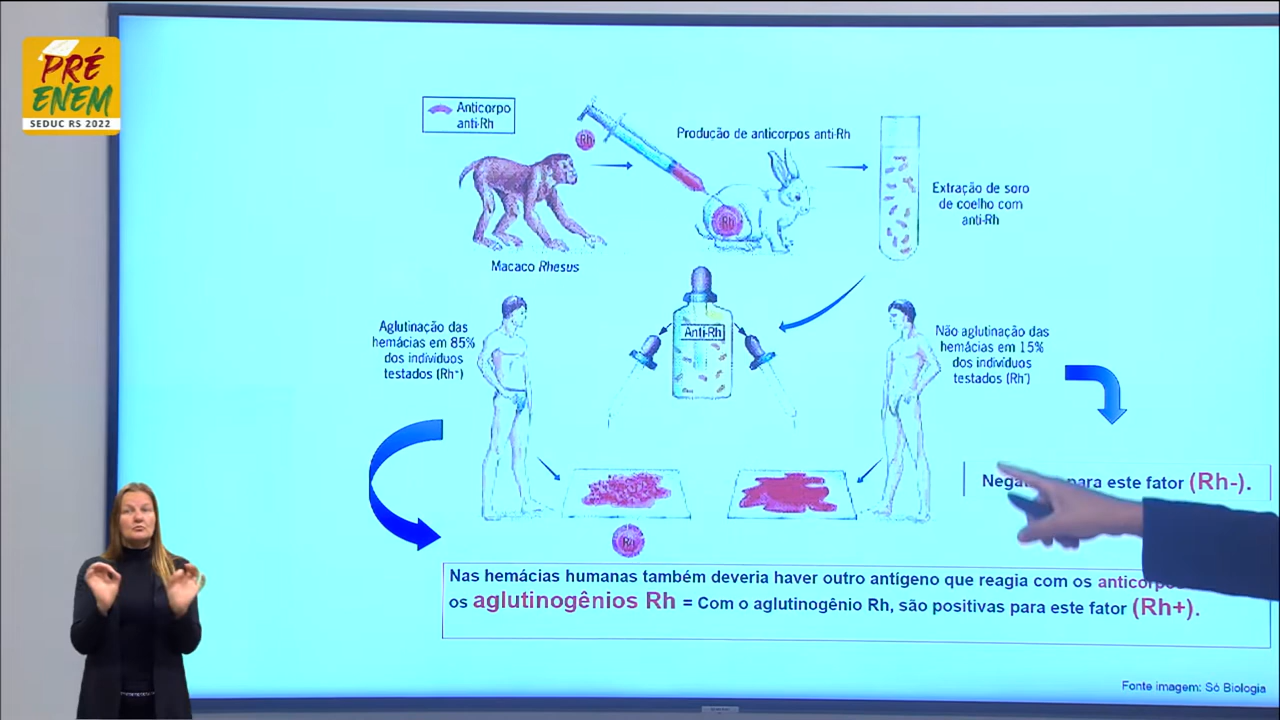 PRÉ
ENEM
SEDUC RS 2022
Anticorpo
anti-Rh
Rh
Produção de anticorpos anti-Rh
Rh
Extração de soro
de coelho com
anti-Rh
Macaco Rhesus
Aglutinação das
hemácias em 85%
dos indivíduos
testados (Rh⁺)
Anti-Rh
Não aglutinação das
hemácias em 15%
dos indivíduos
testados (Rh⁻)
para este fator (Rh-).
Rh
Nas hemácias humanas também deveria haver outro antígeno que reagia com os
os aglutinogênios Rh = Com o aglutinogênio Rh, são positivas para este fator (Rh+).
Fonte imagem: Só Biologia